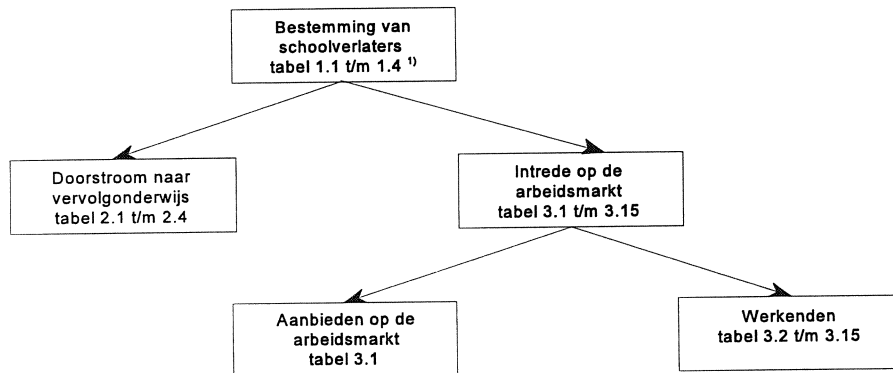 Bestemming van
schoolverlaters
tabel 1.1 t/m 1.4 ¹⁾
Doorstroom naar
vervolgonderwijs
tabel 2.1 t/m 2.4
Intrede op de
arbeidsmarkt
tabel 3.1 t/m 3.15
Aanbieden op de
arbeidsmarkt
tabel 3.1
Werkenden
tabel 3.2 t/m 3.15